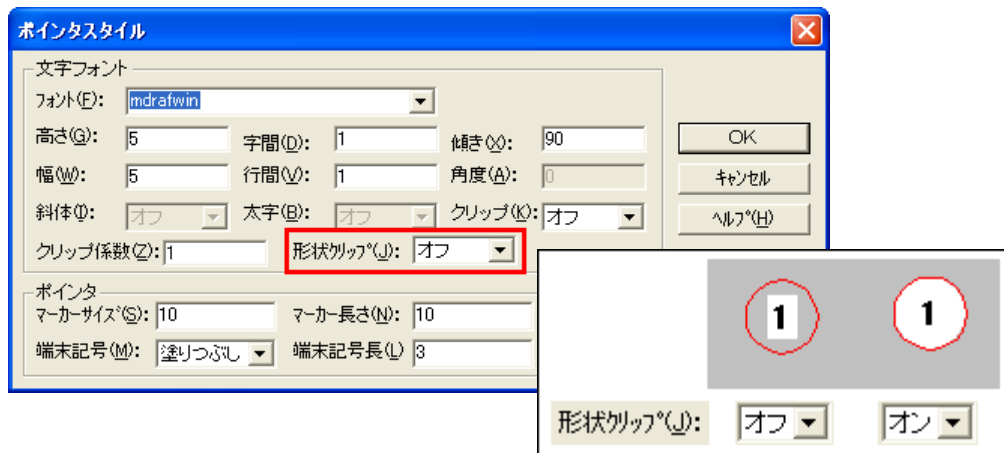 ポインタスタイル
文字フォント
フォント(F): mdrafwin
高さ(G): 5 字間(D): 1 傾き(X): 90 OK
幅(W): 5 行間(V): 1 角度(A): 0 キャンセル
斜体(I): オフ 太字(B): オフ クリップ(K): オフ ヘルプ(H)
クリップ係数(Z): 1 形状クリップ(J): オフ
ポインタ
マーカーサイズ(S): 10 マーカー長さ(N): 10
端末記号(M): 塗りつぶし 端末記号長(L) 3
1 1
形状クリップ(J): オフ オン